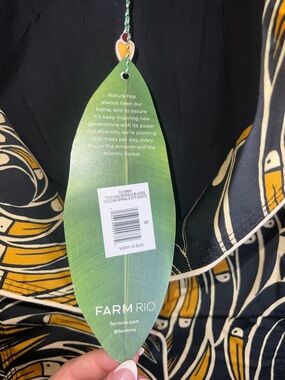 Nature has
always been our
home, and to assure
it'll keep inspiring new
generations with its power
and diversity, we're planting
1,000 trees per day, every
day, in the Amazon and the
Atlantic Forest.
S
FARM RIO
farmrio.com
@farmrio